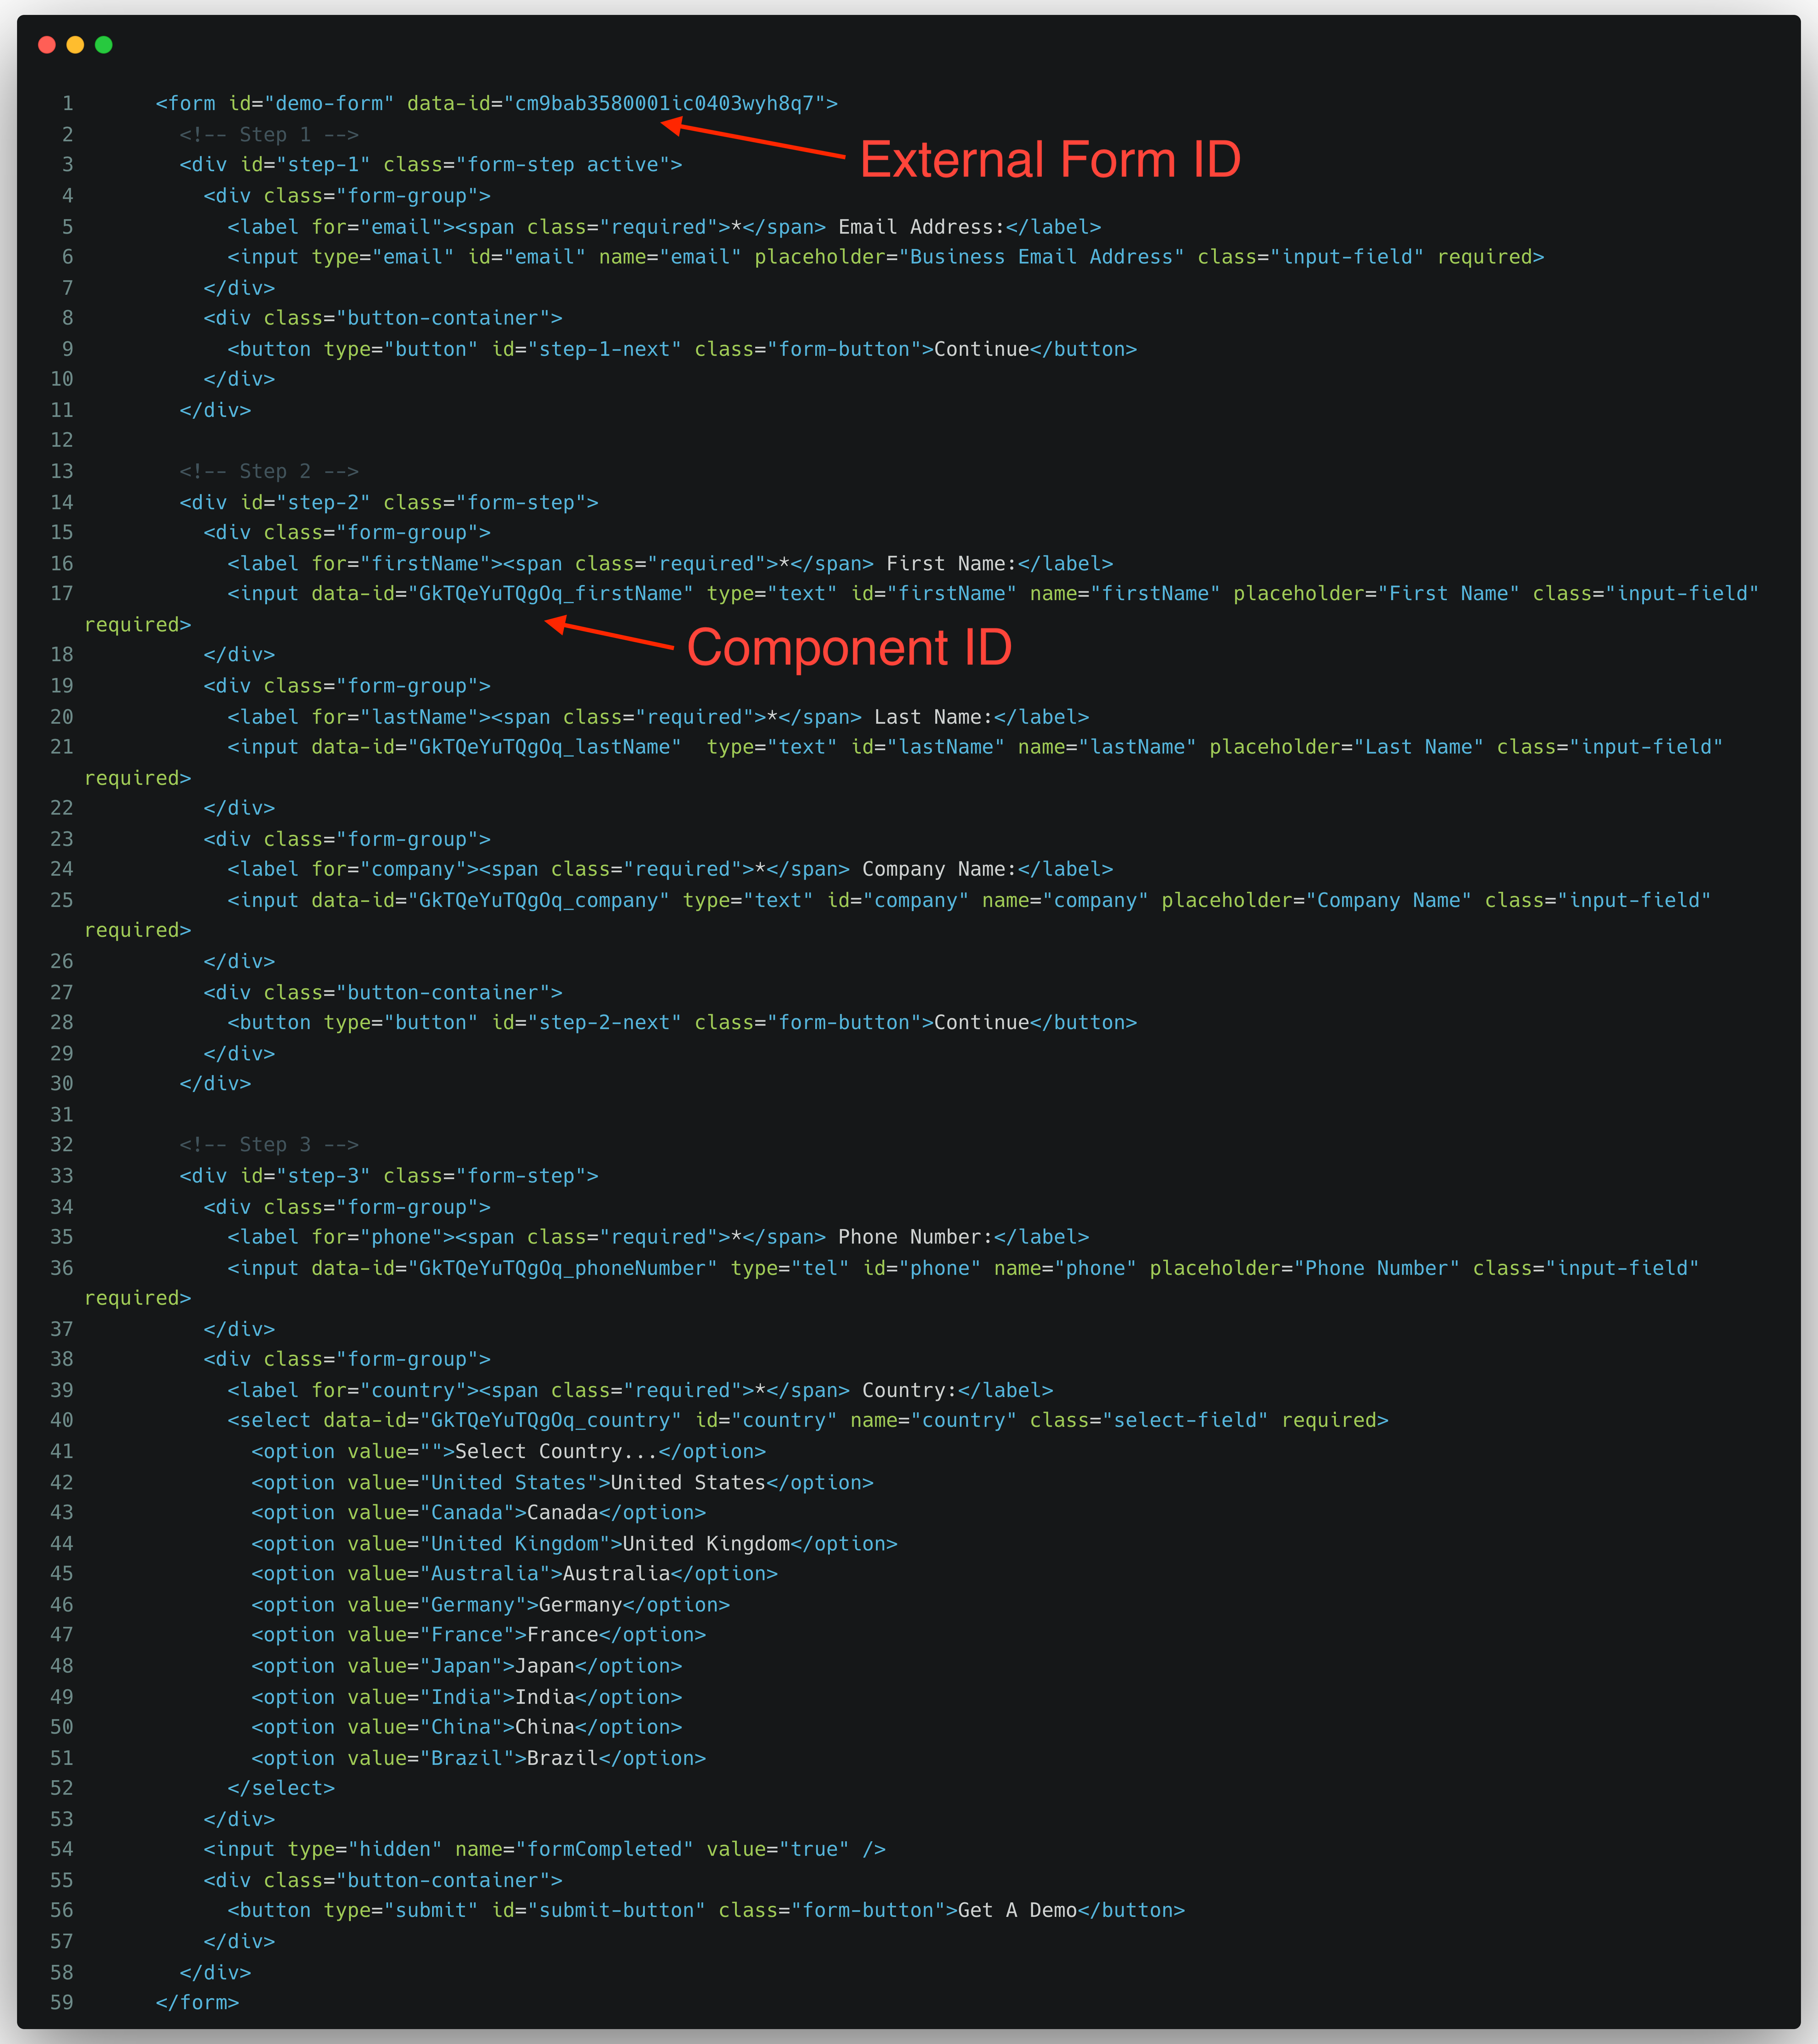 1 <form id="demo-form" data-id="cm9bab3580001ic0403wyh8q7">
2 <!-- Step 1 -->
External Form ID
3 <div id="step-1" class="form-step active">
4 <div class="form-group">
5 <label for="email"><span class="required">*</span> Email Address:</label>
6 <input type="email" id="email" name="email" placeholder="Business Email Address" class="input-field" required>
7 </div>
8 <div class="button-container">
9 <button type="button" id="step-1-next" class="form-button">Continue</button>
10 </div>
11 </div>
12
13 <!-- Step 2 -->
14 <div id="step-2" class="form-step">
15 <div class="form-group">
16 <label for="firstName"><span class="required">*</span> First Name:</label>
17 <input data-id="GkTQeYuTQgOq_firstName" type="text" id="firstName" name="firstName" placeholder="First Name" class="input-field"
required>
Component ID
18 </div>
19 <div class="form-group">
20 <label for="lastName"><span class="required">*</span> Last Name:</label>
21 <input data-id="GkTQeYuTQgOq_lastName"  type="text" id="lastName" name="lastName" placeholder="Last Name" class="input-field"
required>
22 </div>
23 <div class="form-group">
24 <label for="company"><span class="required">*</span> Company Name:</label>
25 <input data-id="GkTQeYuTQgOq_company" type="text" id="company" name="company" placeholder="Company Name" class="input-field"
required>
26 </div>
27 <div class="button-container">
28 <button type="button" id="step-2-next" class="form-button">Continue</button>
29 </div>
30 </div>
31
32 <!-- Step 3 -->
33 <div id="step-3" class="form-step">
34 <div class="form-group">
35 <label for="phone"><span class="required">*</span> Phone Number:</label>
36 <input data-id="GkTQeYuTQgOq_phoneNumber" type="tel" id="phone" name="phone" placeholder="Phone Number" class="input-field"
required>
37 </div>
38 <div class="form-group">
39 <label for="country"><span class="required">*</span> Country:</label>
40 <select data-id="GkTQeYuTQgOq_country" id="country" name="country" class="select-field" required>
41 <option value="">Select Country...</option>
42 <option value="United States">United States</option>
43 <option value="Canada">Canada</option>
44 <option value="United Kingdom">United Kingdom</option>
45 <option value="Australia">Australia</option>
46 <option value="Germany">Germany</option>
47 <option value="France">France</option>
48 <option value="Japan">Japan</option>
49 <option value="India">India</option>
50 <option value="China">China</option>
51 <option value="Brazil">Brazil</option>
52 </select>
53 </div>
54 <input type="hidden" name="formCompleted" value="true" />
55 <div class="button-container">
56 <button type="submit" id="submit-button" class="form-button">Get A Demo</button>
57 </div>
58 </div>
59 </form>